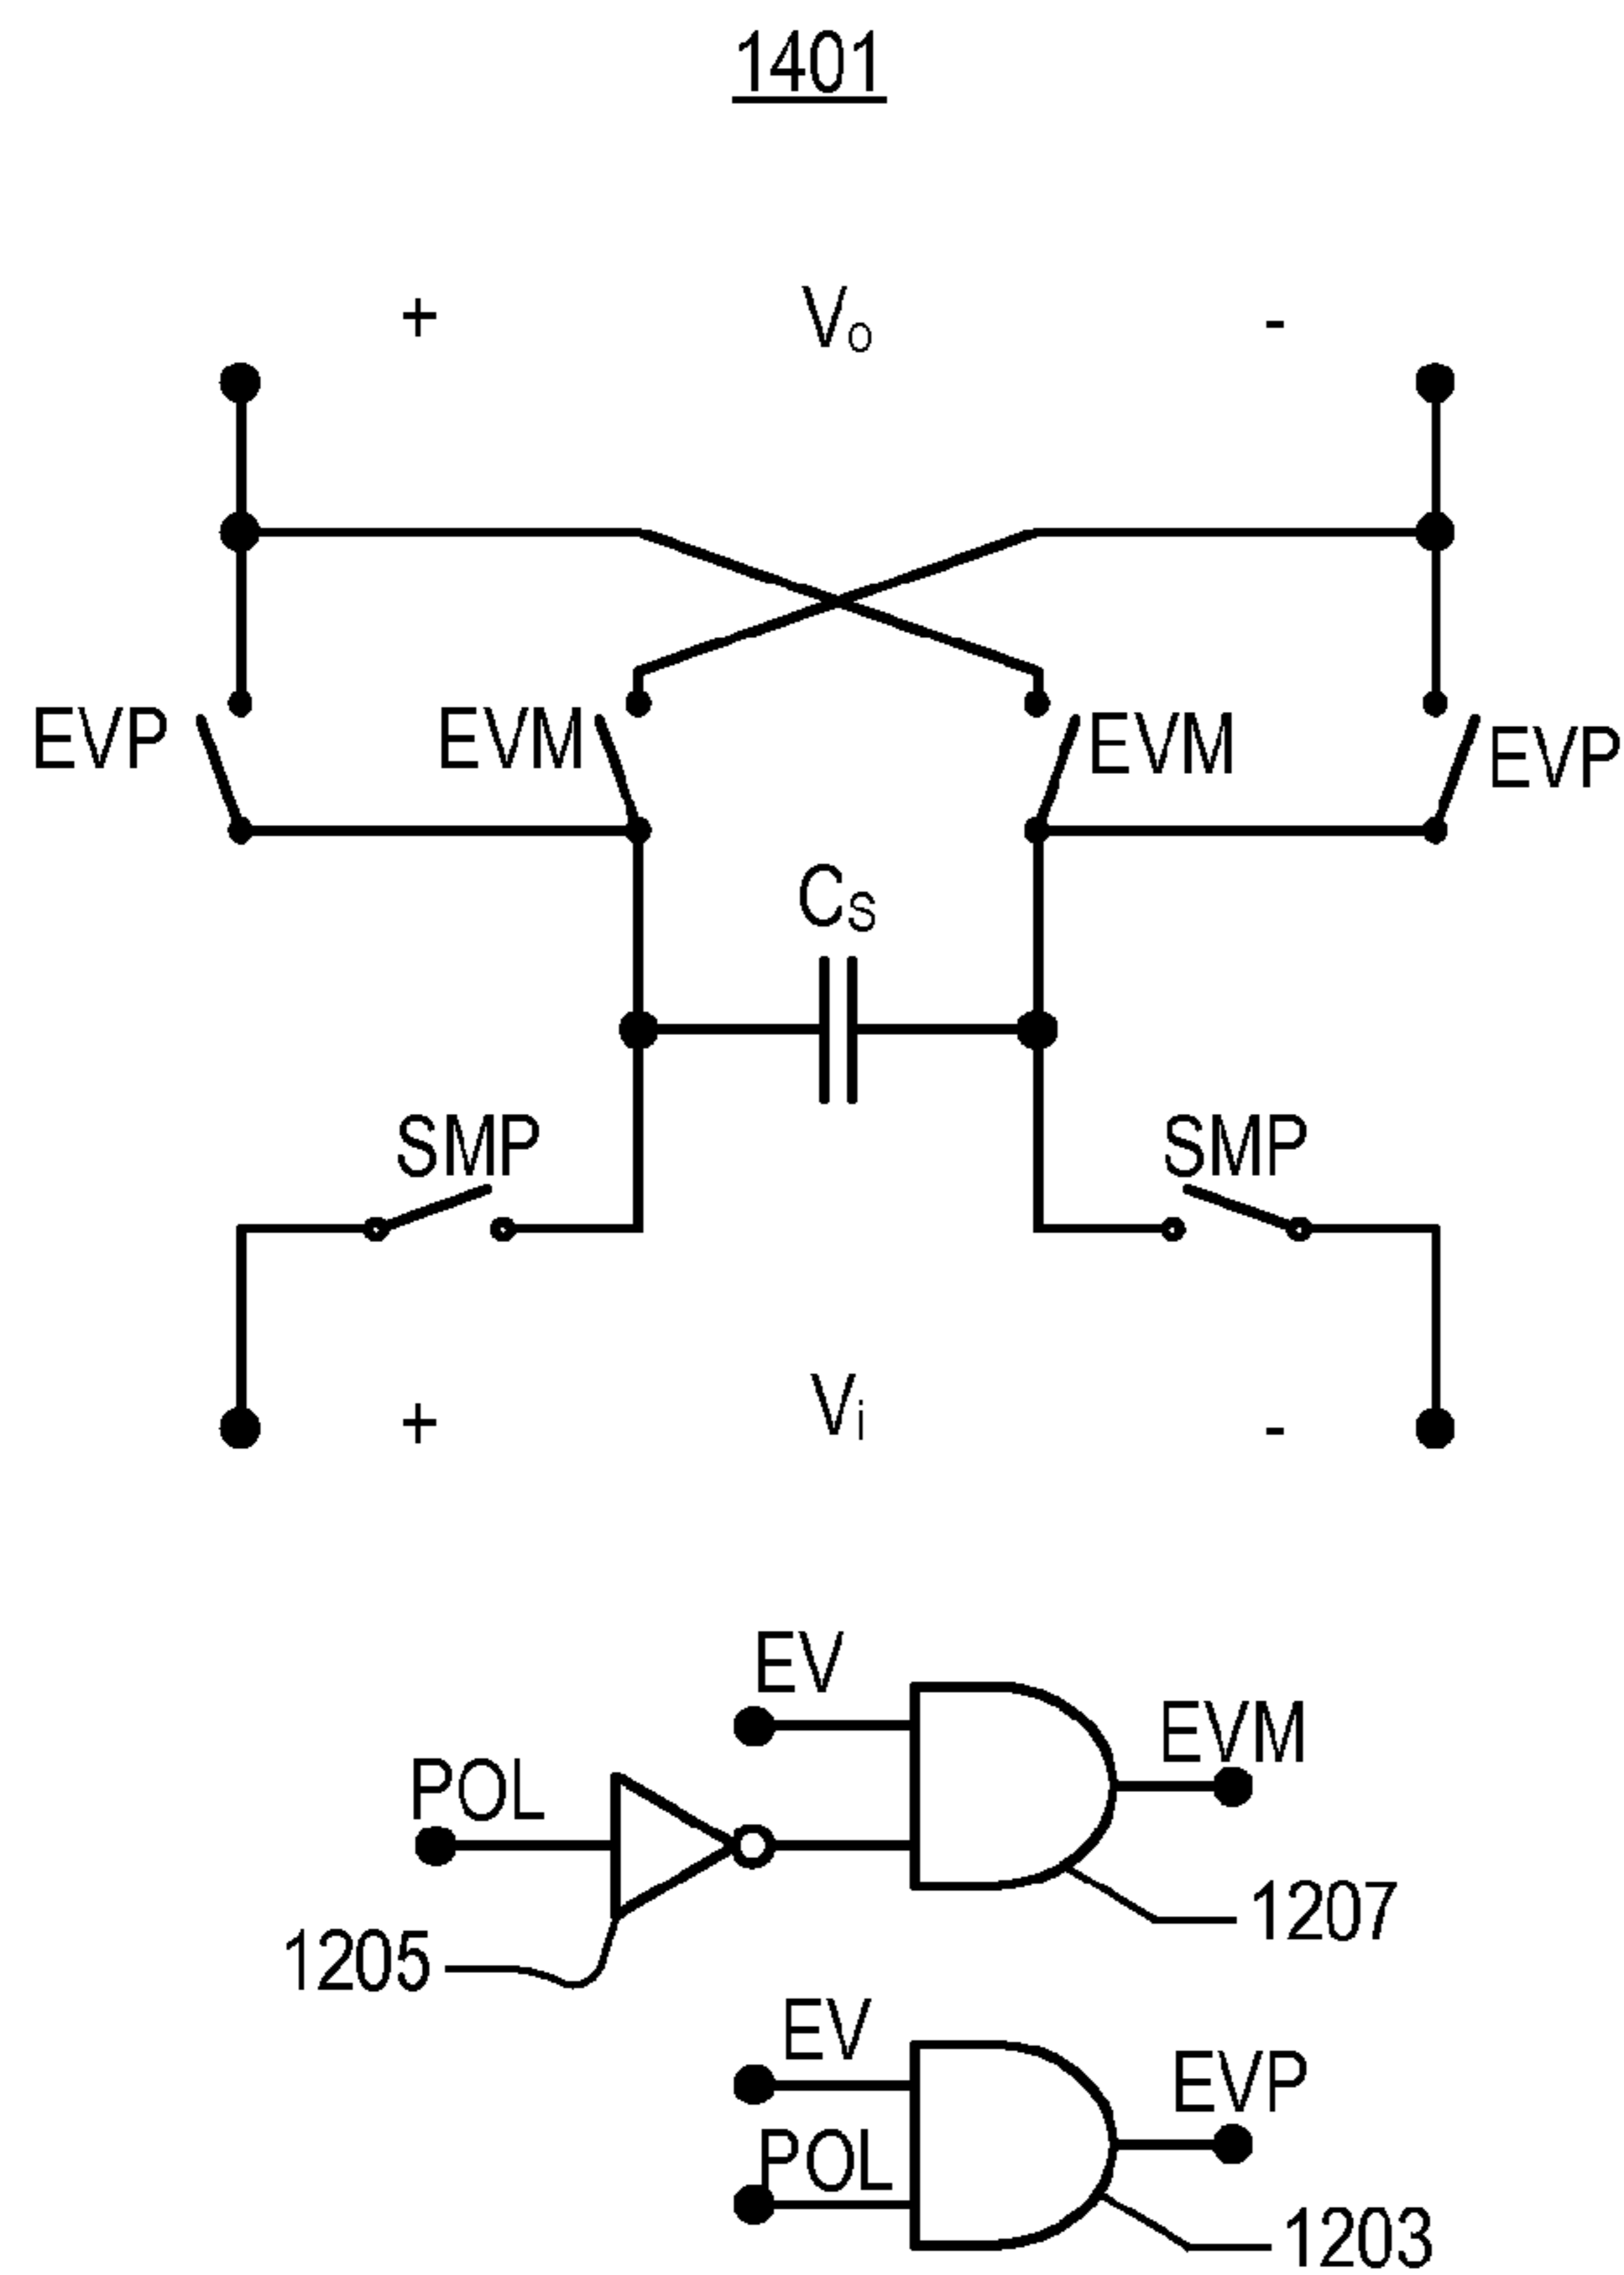 1401
+ Vo -
EVP EVM EVM EVP
CS
SMP SMP
+ Vi -
EV
EVM
POL
1207
1205
EV
EVP
POL
1203